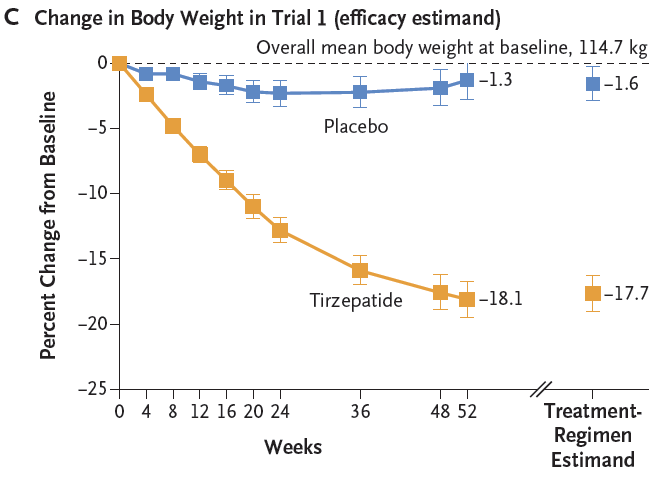 C Change in Body Weight in Trial 1 (efficacy estimand)
Overall mean body weight at baseline, 114.7 kg
0
−5
−10
−15
−20
−25
Percent Change from Baseline
−1.3
−1.6
Placebo
Tirzepatide
−18.1
−17.7
0 4 8 12 16 20 24 36 48 52
Weeks
Treatment-
Regimen
Estimand